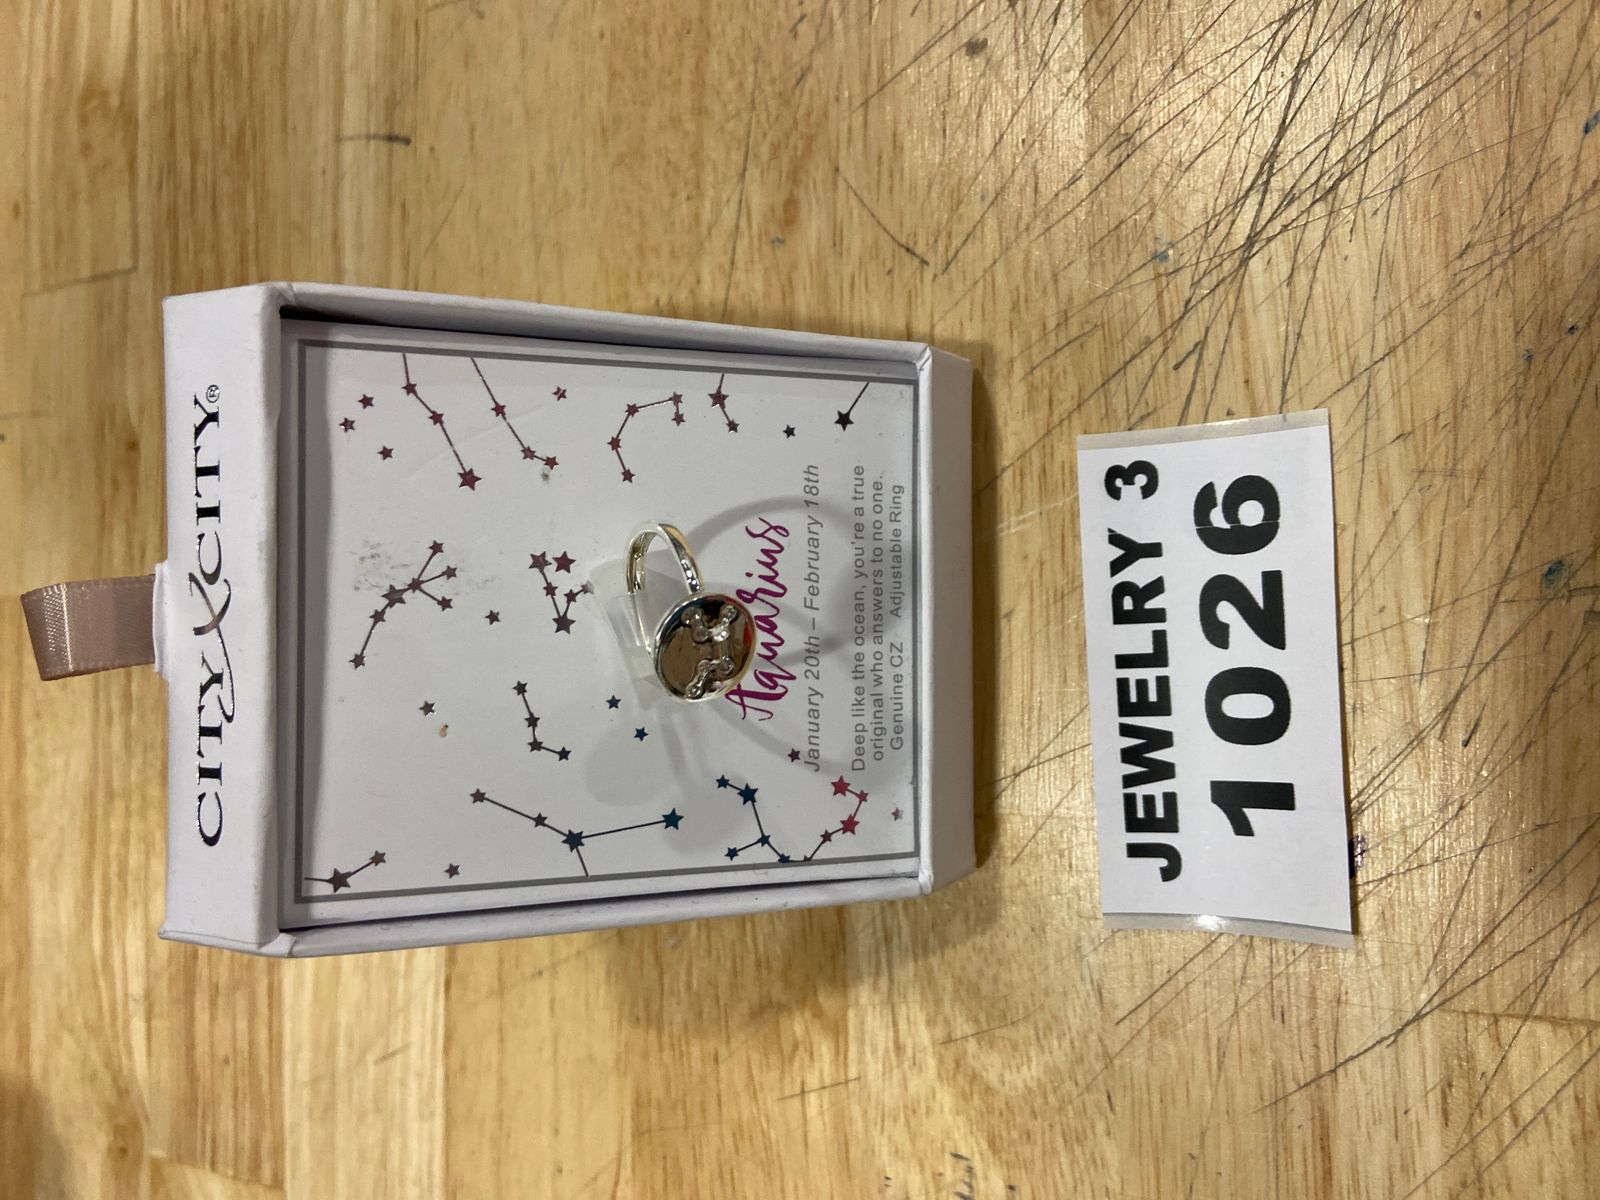 CITY X CITY®
Aquarius
January 20th – February 18th
Deep like the ocean, you're a true
original who answers to no one.
Genuine CZ · Adjustable Ring
JEWELRY 3
1026